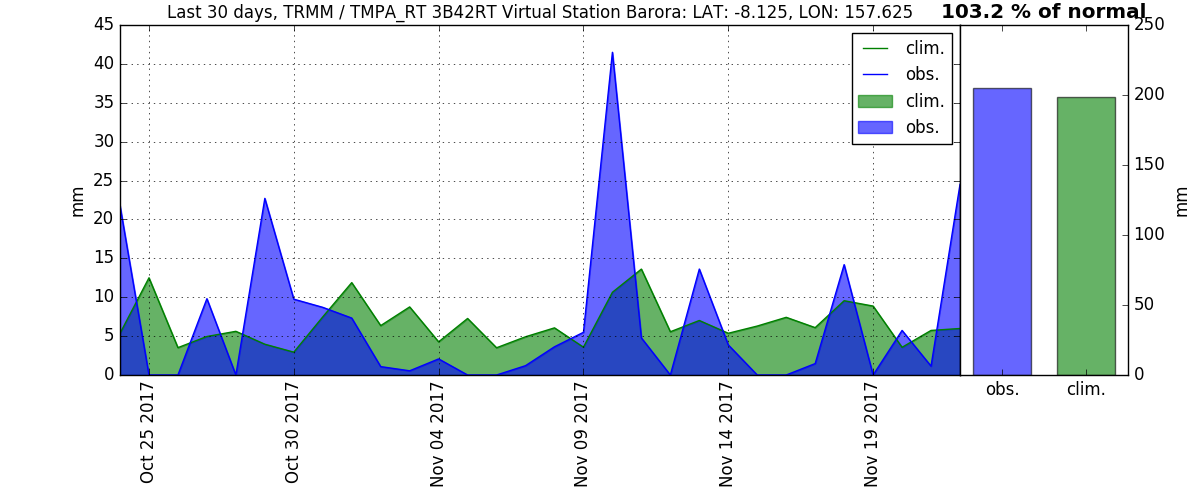 Last 30 days, TRMM / TMPA_RT 3B42RT Virtual Station Barora: LAT: -8.125, LON: 157.625
103.2 % of normal
45
40
35
30
25
20
15
10
5
0
mm
clim.
obs.
clim.
obs.
250
200
150
100
50
0
mm
obs.
clim.
Oct 25 2017
Oct 30 2017
Nov 04 2017
Nov 09 2017
Nov 14 2017
Nov 19 2017